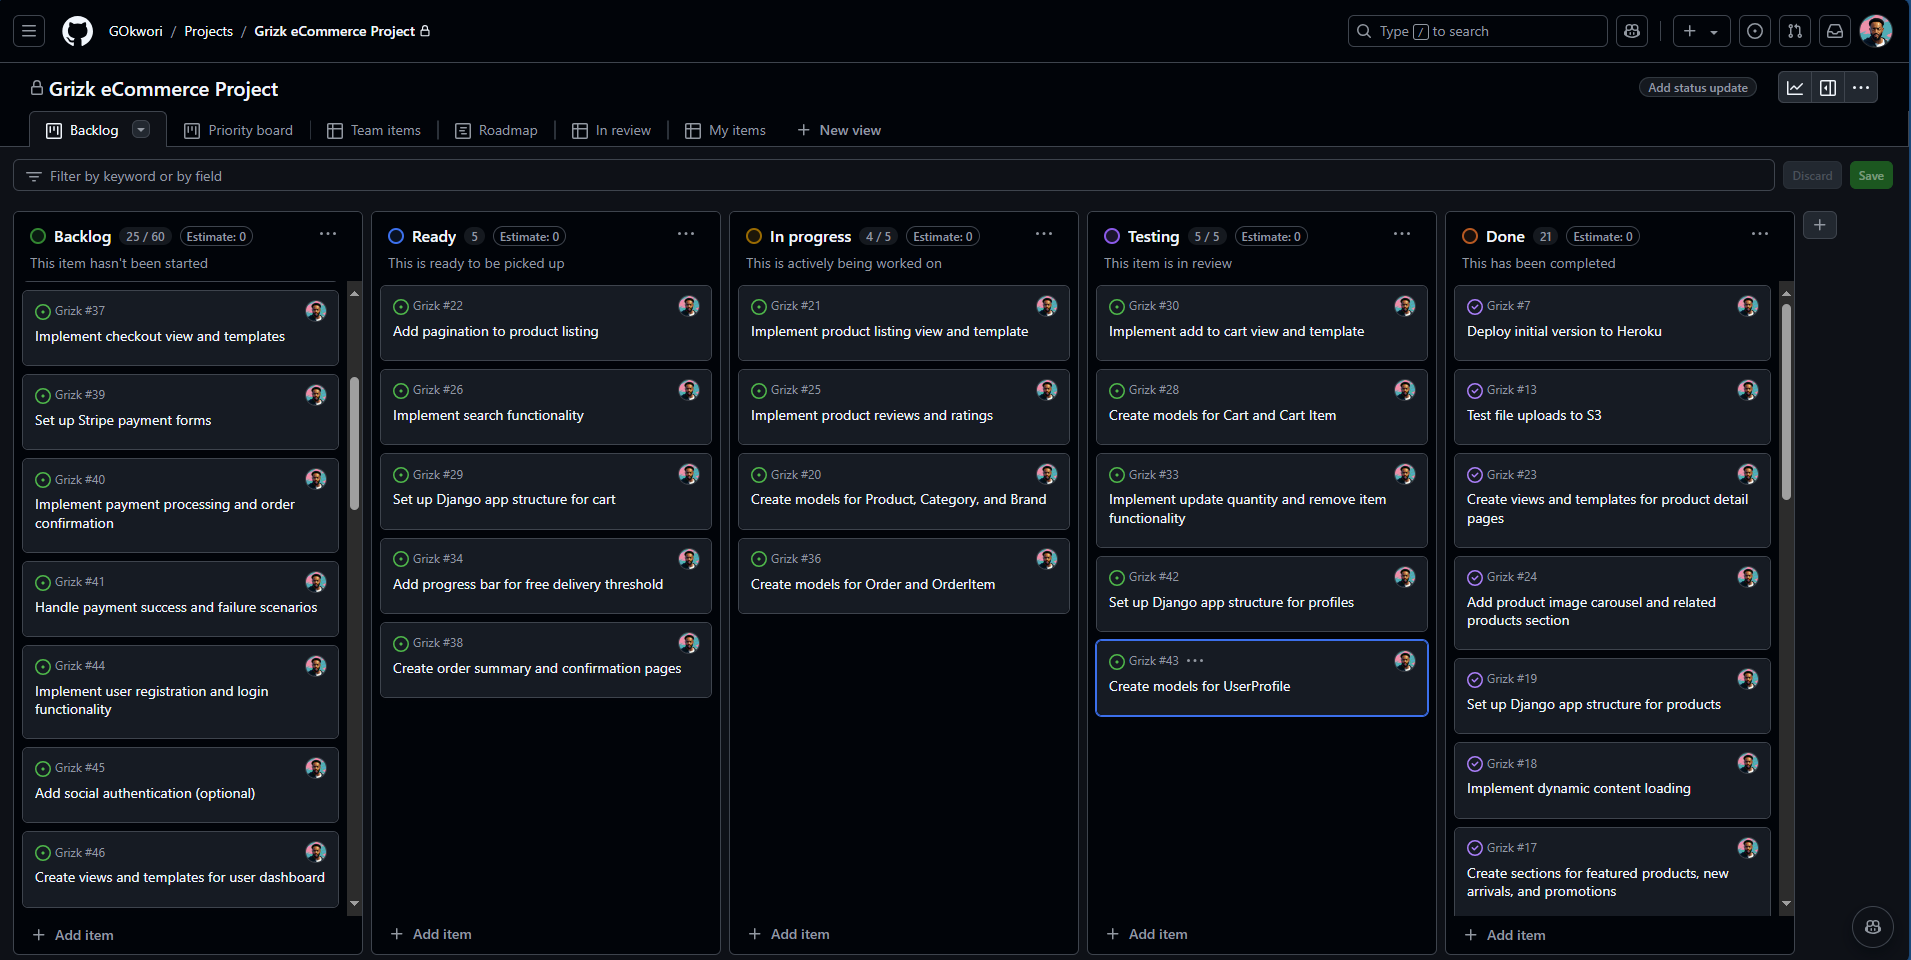 GOkwori / Projects / Grizk eCommerce Project
Type / to search
Grizk eCommerce Project
Add status update
Backlog
Priority board
Team items
Roadmap
In review
My items
New view
Filter by keyword or by field
Discard
Save
Backlog 25 / 60 Estimate: 0
This item hasn't been started
Grizk #37
Implement checkout view and templates
Grizk #39
Set up Stripe payment forms
Grizk #40
Implement payment processing and order
confirmation
Grizk #41
Handle payment success and failure scenarios
Grizk #44
Implement user registration and login
functionality
Grizk #45
Add social authentication (optional)
Grizk #46
Create views and templates for user dashboard
Add item
Ready 5 Estimate: 0
This is ready to be picked up
Grizk #22
Add pagination to product listing
Grizk #26
Implement search functionality
Grizk #29
Set up Django app structure for cart
Grizk #34
Add progress bar for free delivery threshold
Grizk #38
Create order summary and confirmation pages
Add item
In progress 4 / 5 Estimate: 0
This is actively being worked on
Grizk #21
Implement product listing view and template
Grizk #25
Implement product reviews and ratings
Grizk #20
Create models for Product, Category, and Brand
Grizk #36
Create models for Order and OrderItem
Add item
Testing 5 / 5 Estimate: 0
This item is in review
Grizk #30
Implement add to cart view and template
Grizk #28
Create models for Cart and Cart Item
Grizk #33
Implement update quantity and remove item
functionality
Grizk #42
Set up Django app structure for profiles
Grizk #43
Create models for UserProfile
Add item
Done 21 Estimate: 0
This has been completed
Grizk #7
Deploy initial version to Heroku
Grizk #13
Test file uploads to S3
Grizk #23
Create views and templates for product detail
pages
Grizk #24
Add product image carousel and related
products section
Grizk #19
Set up Django app structure for products
Grizk #18
Implement dynamic content loading
Grizk #17
Create sections for featured products, new
arrivals, and promotions
Add item